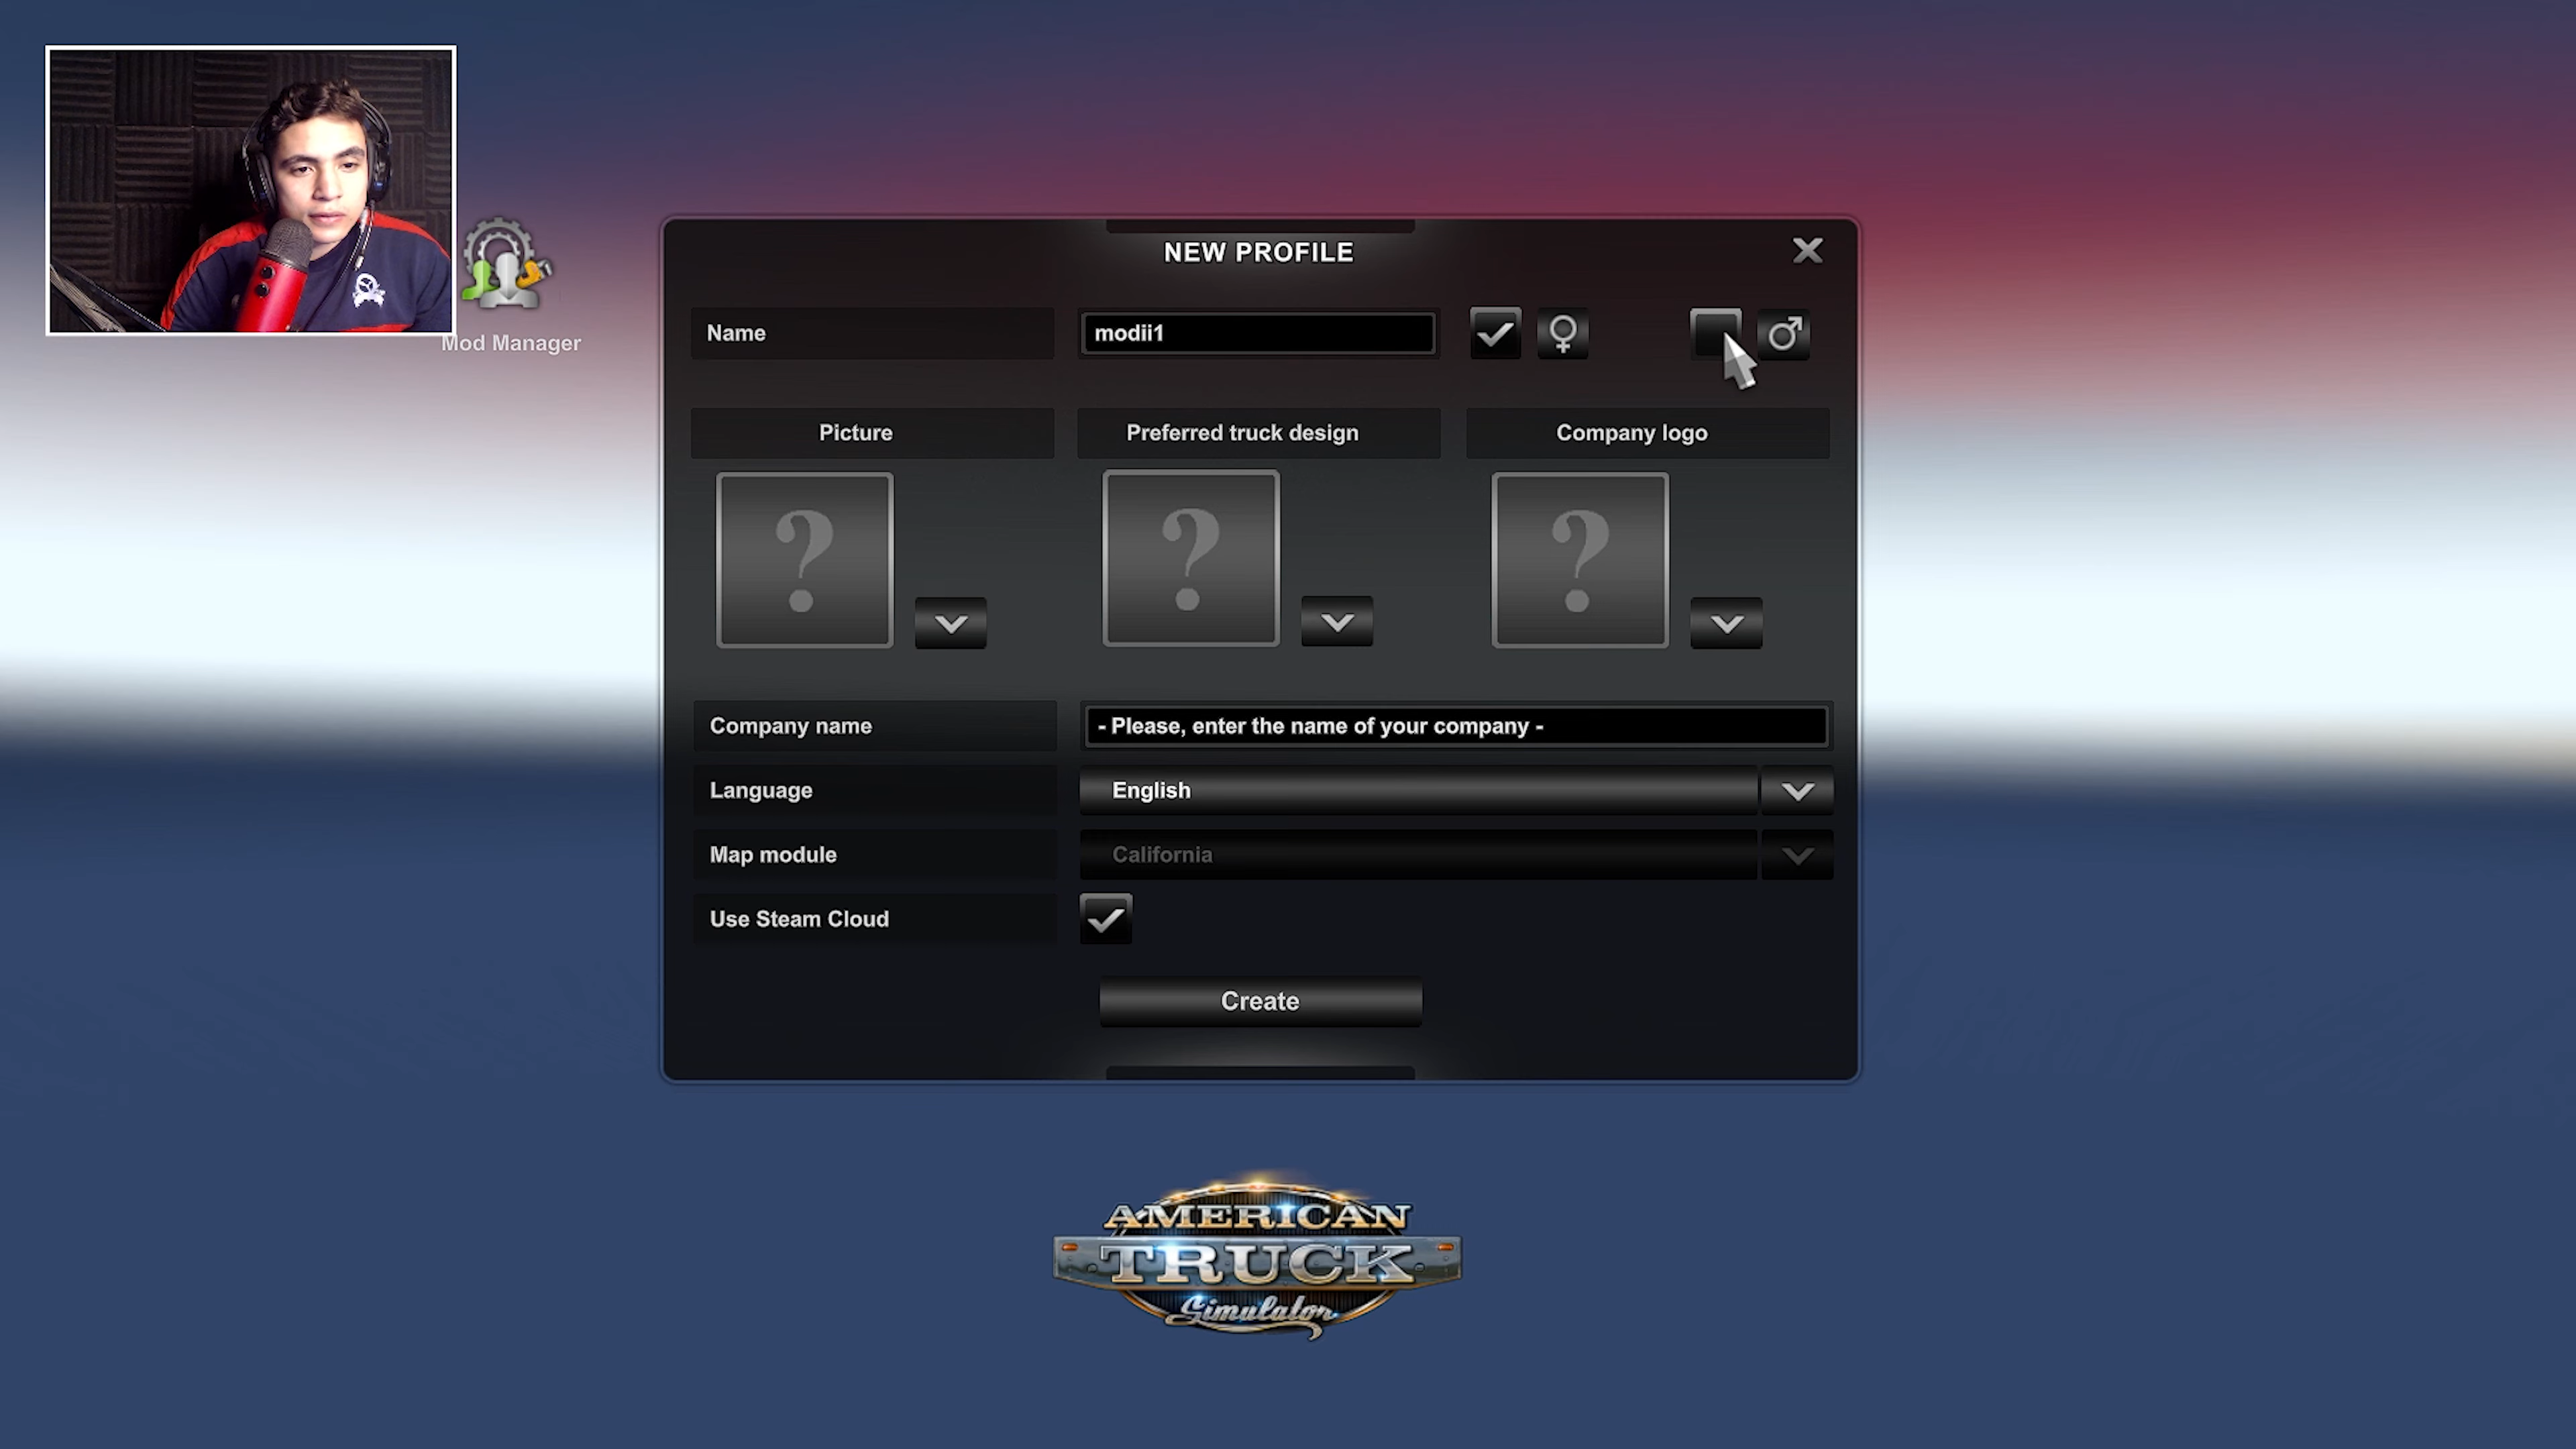 Mod Manager
NEW PROFILE
Name
modii1
Picture
Preferred truck design
Company logo
?
?
?
Company name
- Please, enter the name of your company -
Language
English
Map module
California
Use Steam Cloud
Create
AMERICAN
TRUCK
Simulator